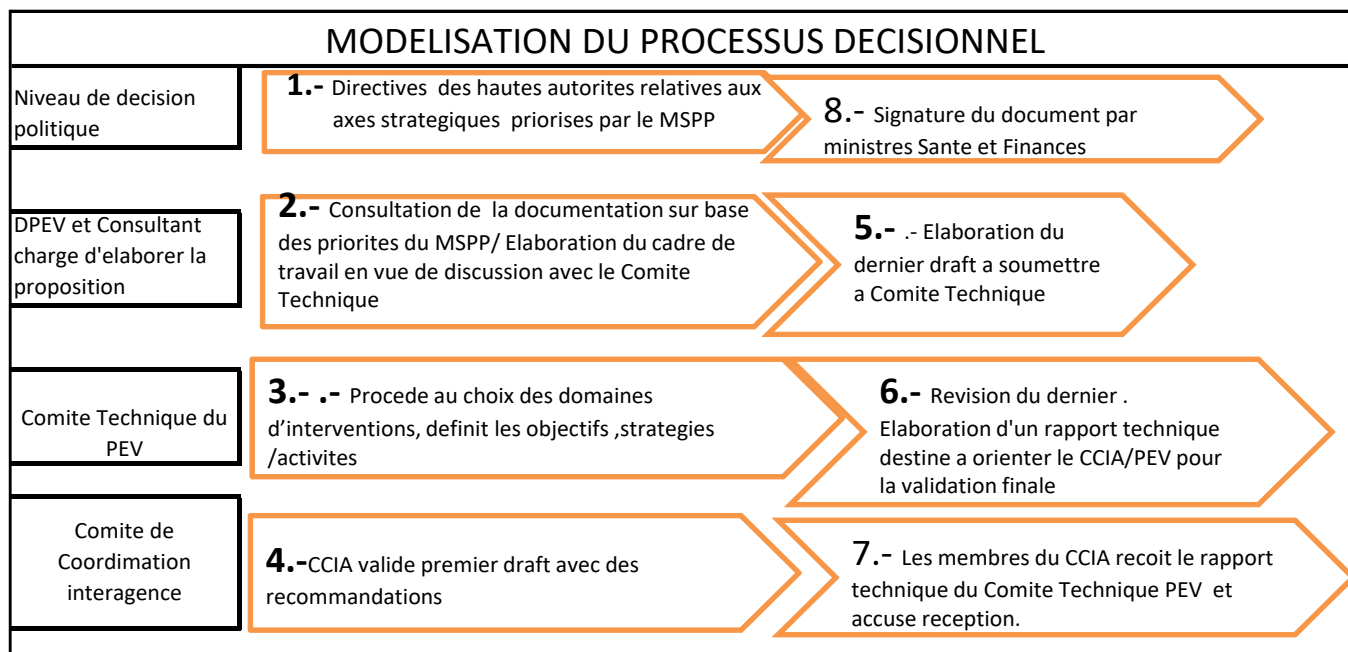 MODELISATION DU PROCESSUS DECISIONNEL
Niveau de decision
politique
1.- Directives des hautes autorites relatives aux
axes strategiques priorises par le MSPP
8.- Signature du document par
ministres Sante et Finances
DPEV et Consultant
charge d'elaborer la
proposition
2.- Consultation de la documentation sur base
des priorites du MSPP/ Elaboration du cadre de
travail en vue de discussion avec le Comite
Technique
5.- .- Elaboration du
dernier draft a soumettre
a Comite Technique
Comite Technique du
PEV
3.- .- Procede au choix des domaines
d’interventions, definit les objectifs ,strategies
/activites
6.- Revision du dernier .
Elaboration d'un rapport technique
destine a orienter le CCIA/PEV pour
la validation finale
Comite de
Coordimation
interagence
4.-CCIA valide premier draft avec des
recommandations
7.- Les membres du CCIA recoit le rapport
technique du Comite Technique PEV et
accuse reception.